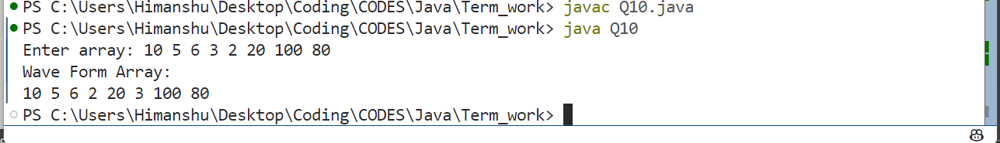 PS C:\Users\Himanshu\Desktop\Coding\CODES\Java\Term_work> javac Q10.java
PS C:\Users\Himanshu\Desktop\Coding\CODES\Java\Term_work> java Q10
Enter array: 10 5 6 3 2 20 100 80
Wave Form Array:
10 5 6 2 20 3 100 80
PS C:\Users\Himanshu\Desktop\Coding\CODES\Java\Term_work>